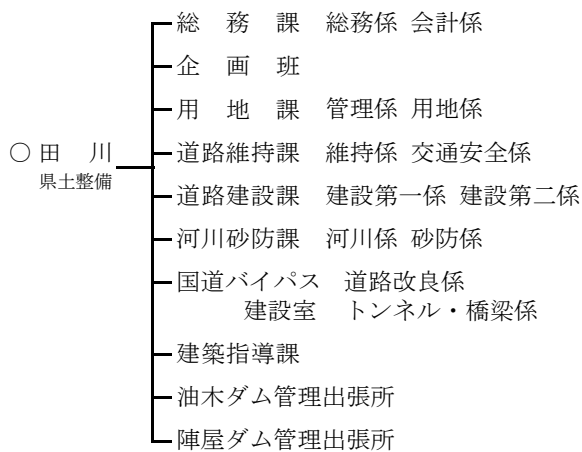 総務課 総務係 会計係
企画班
用地課 管理係 用地係
○田川
県土整備
道路維持課 維持係 交通安全係
道路建設課 建設第一係 建設第二係
河川砂防課 河川係 砂防係
国道バイパス 道路改良係
建設室 トンネル・橋梁係
建築指導課
油木ダム管理出張所
陣屋ダム管理出張所